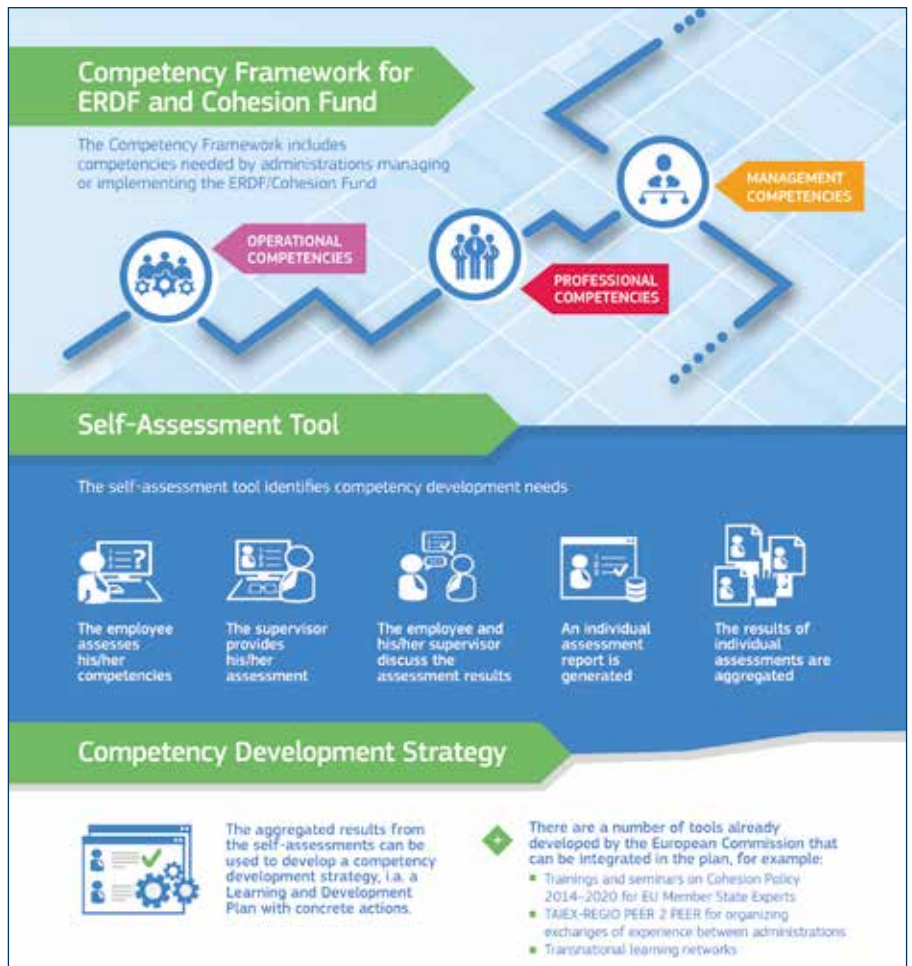 Competency Framework for
ERDF and Cohesion Fund
The Competency Framework includes
competencies needed by administrations managing
or implementing the ERDF/Cohesion Fund
MANAGEMENT
COMPETENCIES
OPERATIONAL
COMPETENCIES
PROFESSIONAL
COMPETENCIES
Self-Assessment Tool
The self-assessment tool identifies competency development needs
The employee
assesses
his/her
competencies
The supervisor
provides
his/her
assessment
The employee and
his/her supervisor
discuss the
assessment results
An individual
assessment
report is
generated
The results of
individual
assessments are
aggregated
Competency Development Strategy
The aggregated results from
the self-assessments can be
used to develop a competency
development strategy, i.a. a
Learning and Development
Plan with concrete actions.
There are a number of tools already
developed by the European Commission that
can be integrated in the plan, for example:
Trainings and seminars on Cohesion Policy
2014-2020 for EU Member State Experts
TAIEX-REGIO PEER 2 PEER for organizing
exchanges of experience between administrations
Transnational learning networks